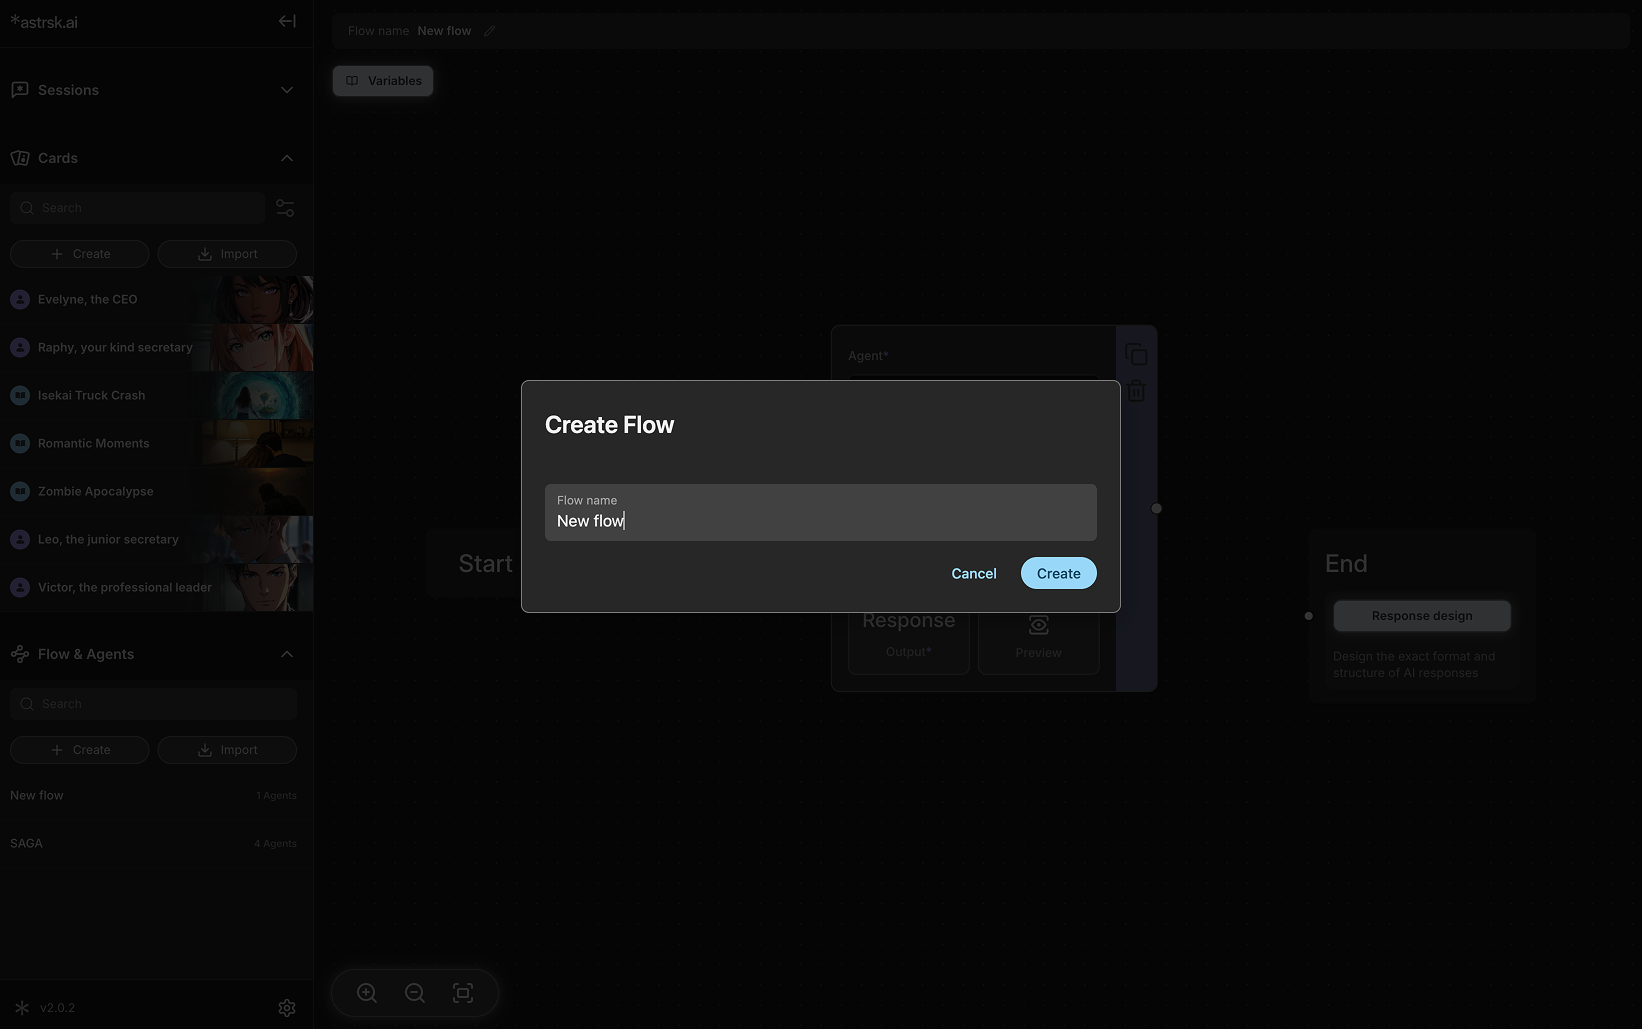 *astrsk.ai
Flow name New flow
Variables
Sessions
Cards
Search
Create Import
Evelyne, the CEO
Raphy, your kind secretary
Isekai Truck Crash
Romantic Moments
Zombie Apocalypse
Leo, the junior secretary
Victor, the professional leader
Flow & Agents
Search
Create Import
New flow 1 Agents
SAGA 4 Agents
v2.0.2
Start
Agent*
Create Flow
Flow name
New flow
Cancel Create
Response
Output*
Preview
End
Response design
Design the exact format and
structure of AI responses